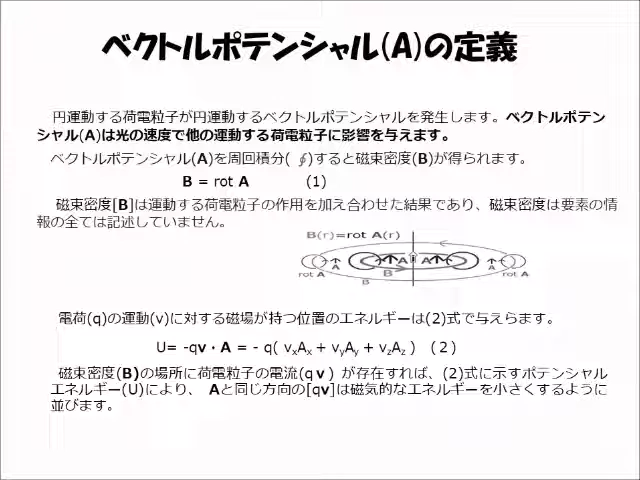 ベクトルポテンシャル(A)の定義
円運動する荷電粒子が円運動するベクトルポテンシャルを発生します。ベクトルポテン
シャル(A)は光の速度で他の運動する荷電粒子に影響を与えます。
ベクトルポテンシャル(A)を周回積分( ∮)すると磁束密度(B)が得られます。
B = rot A (1)
磁束密度[B]は運動する荷電粒子の作用を加え合わせた結果であり、磁束密度は要素の情
報の全ては記述していません。
B(r)=rot A(r)
A A A A
rot A B rot A
B
電荷(q)の運動(v)に対する磁場が持つ位置のエネルギーは(2)式で与えらます。
U= -qv・A = - q( vxAx + vyAy + vzAz ) (2)
磁束密度(B)の場所に荷電粒子の電流(qv) が存在すれば、(2)式に示すポテンシャル
エネルギー(U)により、 Aと同じ方向の[qv]は磁気的なエネルギーを小さくするように
並びます。